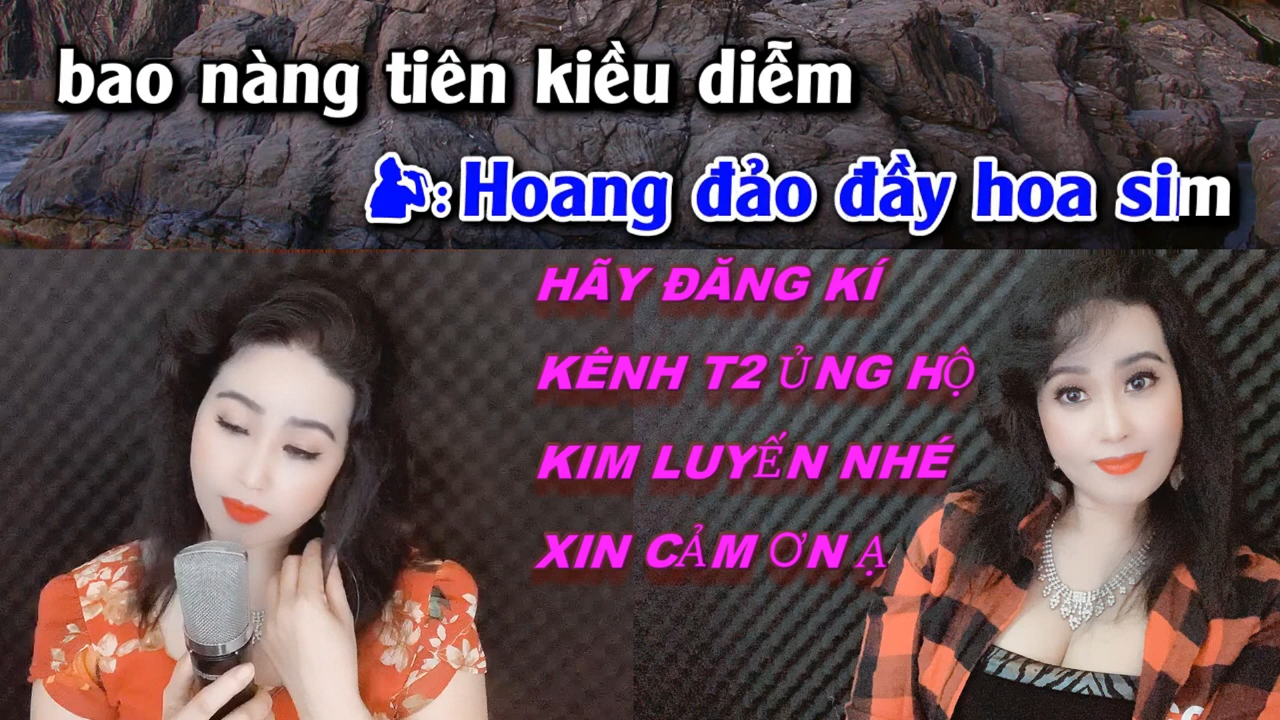 bao nàng tiên kiều diễm
: Hoang đảo đầy hoa sim
HÃY ĐĂNG KÍ
KÊNH T2 ỦNG HỘ
KIM LUYẾN NHÉ
XIN CẢM ƠN Ạ